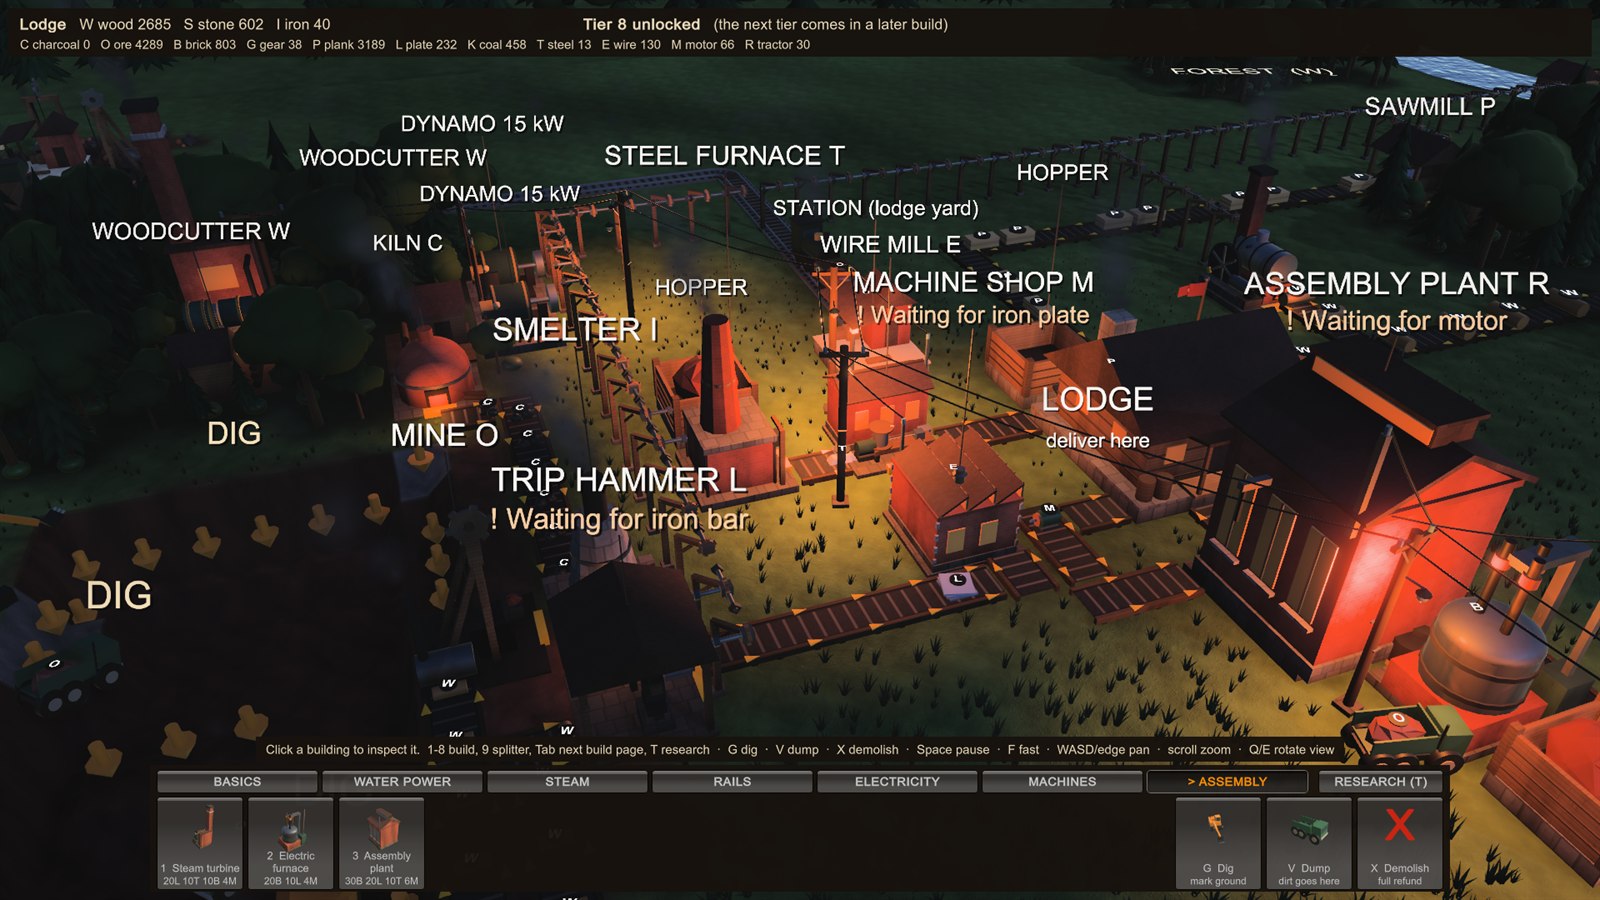 Lodge W wood 2685 S stone 602 I iron 40
Tier 8 unlocked (the next tier comes in a later build)
C charcoal 0 O ore 4289 B brick 803 G gear 38 P plank 3189 L plate 232 K coal 458 T steel 13 E wire 130 M motor 66 R tractor 30
FOREST (W)
SAWMILL P
DYNAMO 15 kW
WOODCUTTER W
STEEL FURNACE T
HOPPER
DYNAMO 15 kW
STATION (lodge yard)
WOODCUTTER W
KILN C
WIRE MILL E
HOPPER
MACHINE SHOP M
! Waiting for iron plate
ASSEMBLY PLANT R
! Waiting for motor
SMELTER I
LODGE
deliver here
DIG
MINE O
TRIP HAMMER L
! Waiting for iron bar
DIG
Click a building to inspect it. 1-8 build, 9 splitter, Tab next build page, T research · G dig · V dump · X demolish · Space pause · F fast · WASD/edge pan · scroll zoom · Q/E rotate view
BASICS
WATER POWER
STEAM
RAILS
ELECTRICITY
MACHINES
> ASSEMBLY
RESEARCH (T)
1 Steam turbine
20L 10T 10B 4M
2 Electric furnace
20B 10L 4M
3 Assembly plant
30B 20L 10T 6M
G Dig
mark ground
V Dump
dirt goes here
X Demolish
full refund